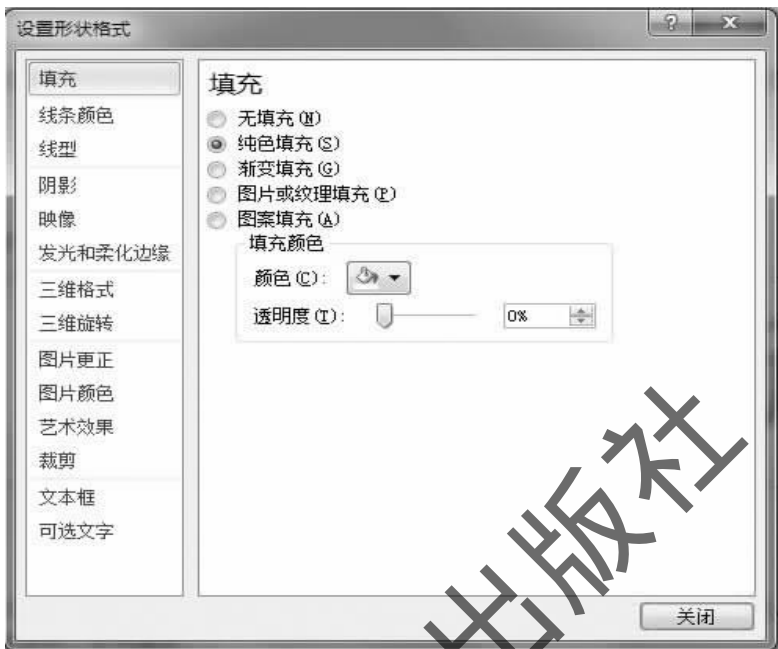 设置形状格式
填充
线条颜色
线型
阴影
映像
发光和柔化边缘
三维格式
三维旋转
图片更正
图片颜色
艺术效果
裁剪
文本框
可选文字
填充
无填充(N)
纯色填充(S)
渐变填充(G)
图片或纹理填充(P)
图案填充(A)
填充颜色
颜色(C):
透明度(T):
0%
关闭
出版社